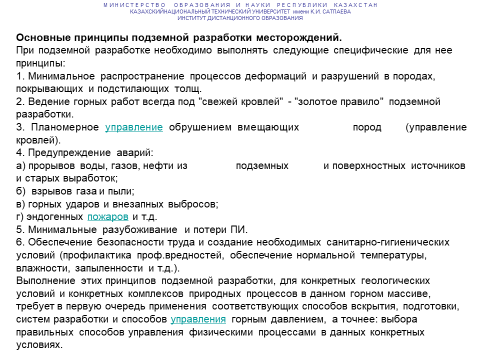 МИНИСТЕРСТВО ОБРАЗОВАНИЯ И НАУКИ РЕСПУБЛИКИ КАЗАХСТАН
КАЗАХСКИЙНАЦИОНАЛЬНЫЙ ТЕХНИЧЕСКИЙ УНИВЕРСИТЕТ имени К.И. САТПАЕВА
ИНСТИТУТ ДИСТАНЦИОННОГО ОБРАЗОВАНИЯ
Основные принципы подземной разработки месторождений.
При подземной разработке необходимо выполнять следующие специфические для нее
принципы:
1. Минимальное распространение процессов деформаций и разрушений в породах,
покрывающих и подстилающих толщ.
2. Ведение горных работ всегда под "свежей кровлей" - "золотое правило" подземной
разработки.
3. Планомерное управление обрушением вмещающих пород (управление
кровлей).
4. Предупреждение аварий:
а) прорывов воды, газов, нефти из подземных и поверхностных источников
и старых выработок;
б) взрывов газа и пыли;
в) горных ударов и внезапных выбросов;
г) эндогенных пожаров и т.д.
5. Минимальные разубоживание и потери ПИ.
6. Обеспечение безопасности труда и создание необходимых санитарно-гигиенических
условий (профилактика проф.вредностей, обеспечение нормальной температуры,
влажности, запыленности и т.д.).
Выполнение этих принципов подземной разработки, для конкретных геологических
условий и конкретных комплексов природных процессов в данном горном массиве,
требует в первую очередь применения соответствующих способов вскрытия, подготовки,
систем разработки и способов управления горным давлением, а точнее: выбора
правильных способов управления физическими процессами в данных конкретных
условиях.